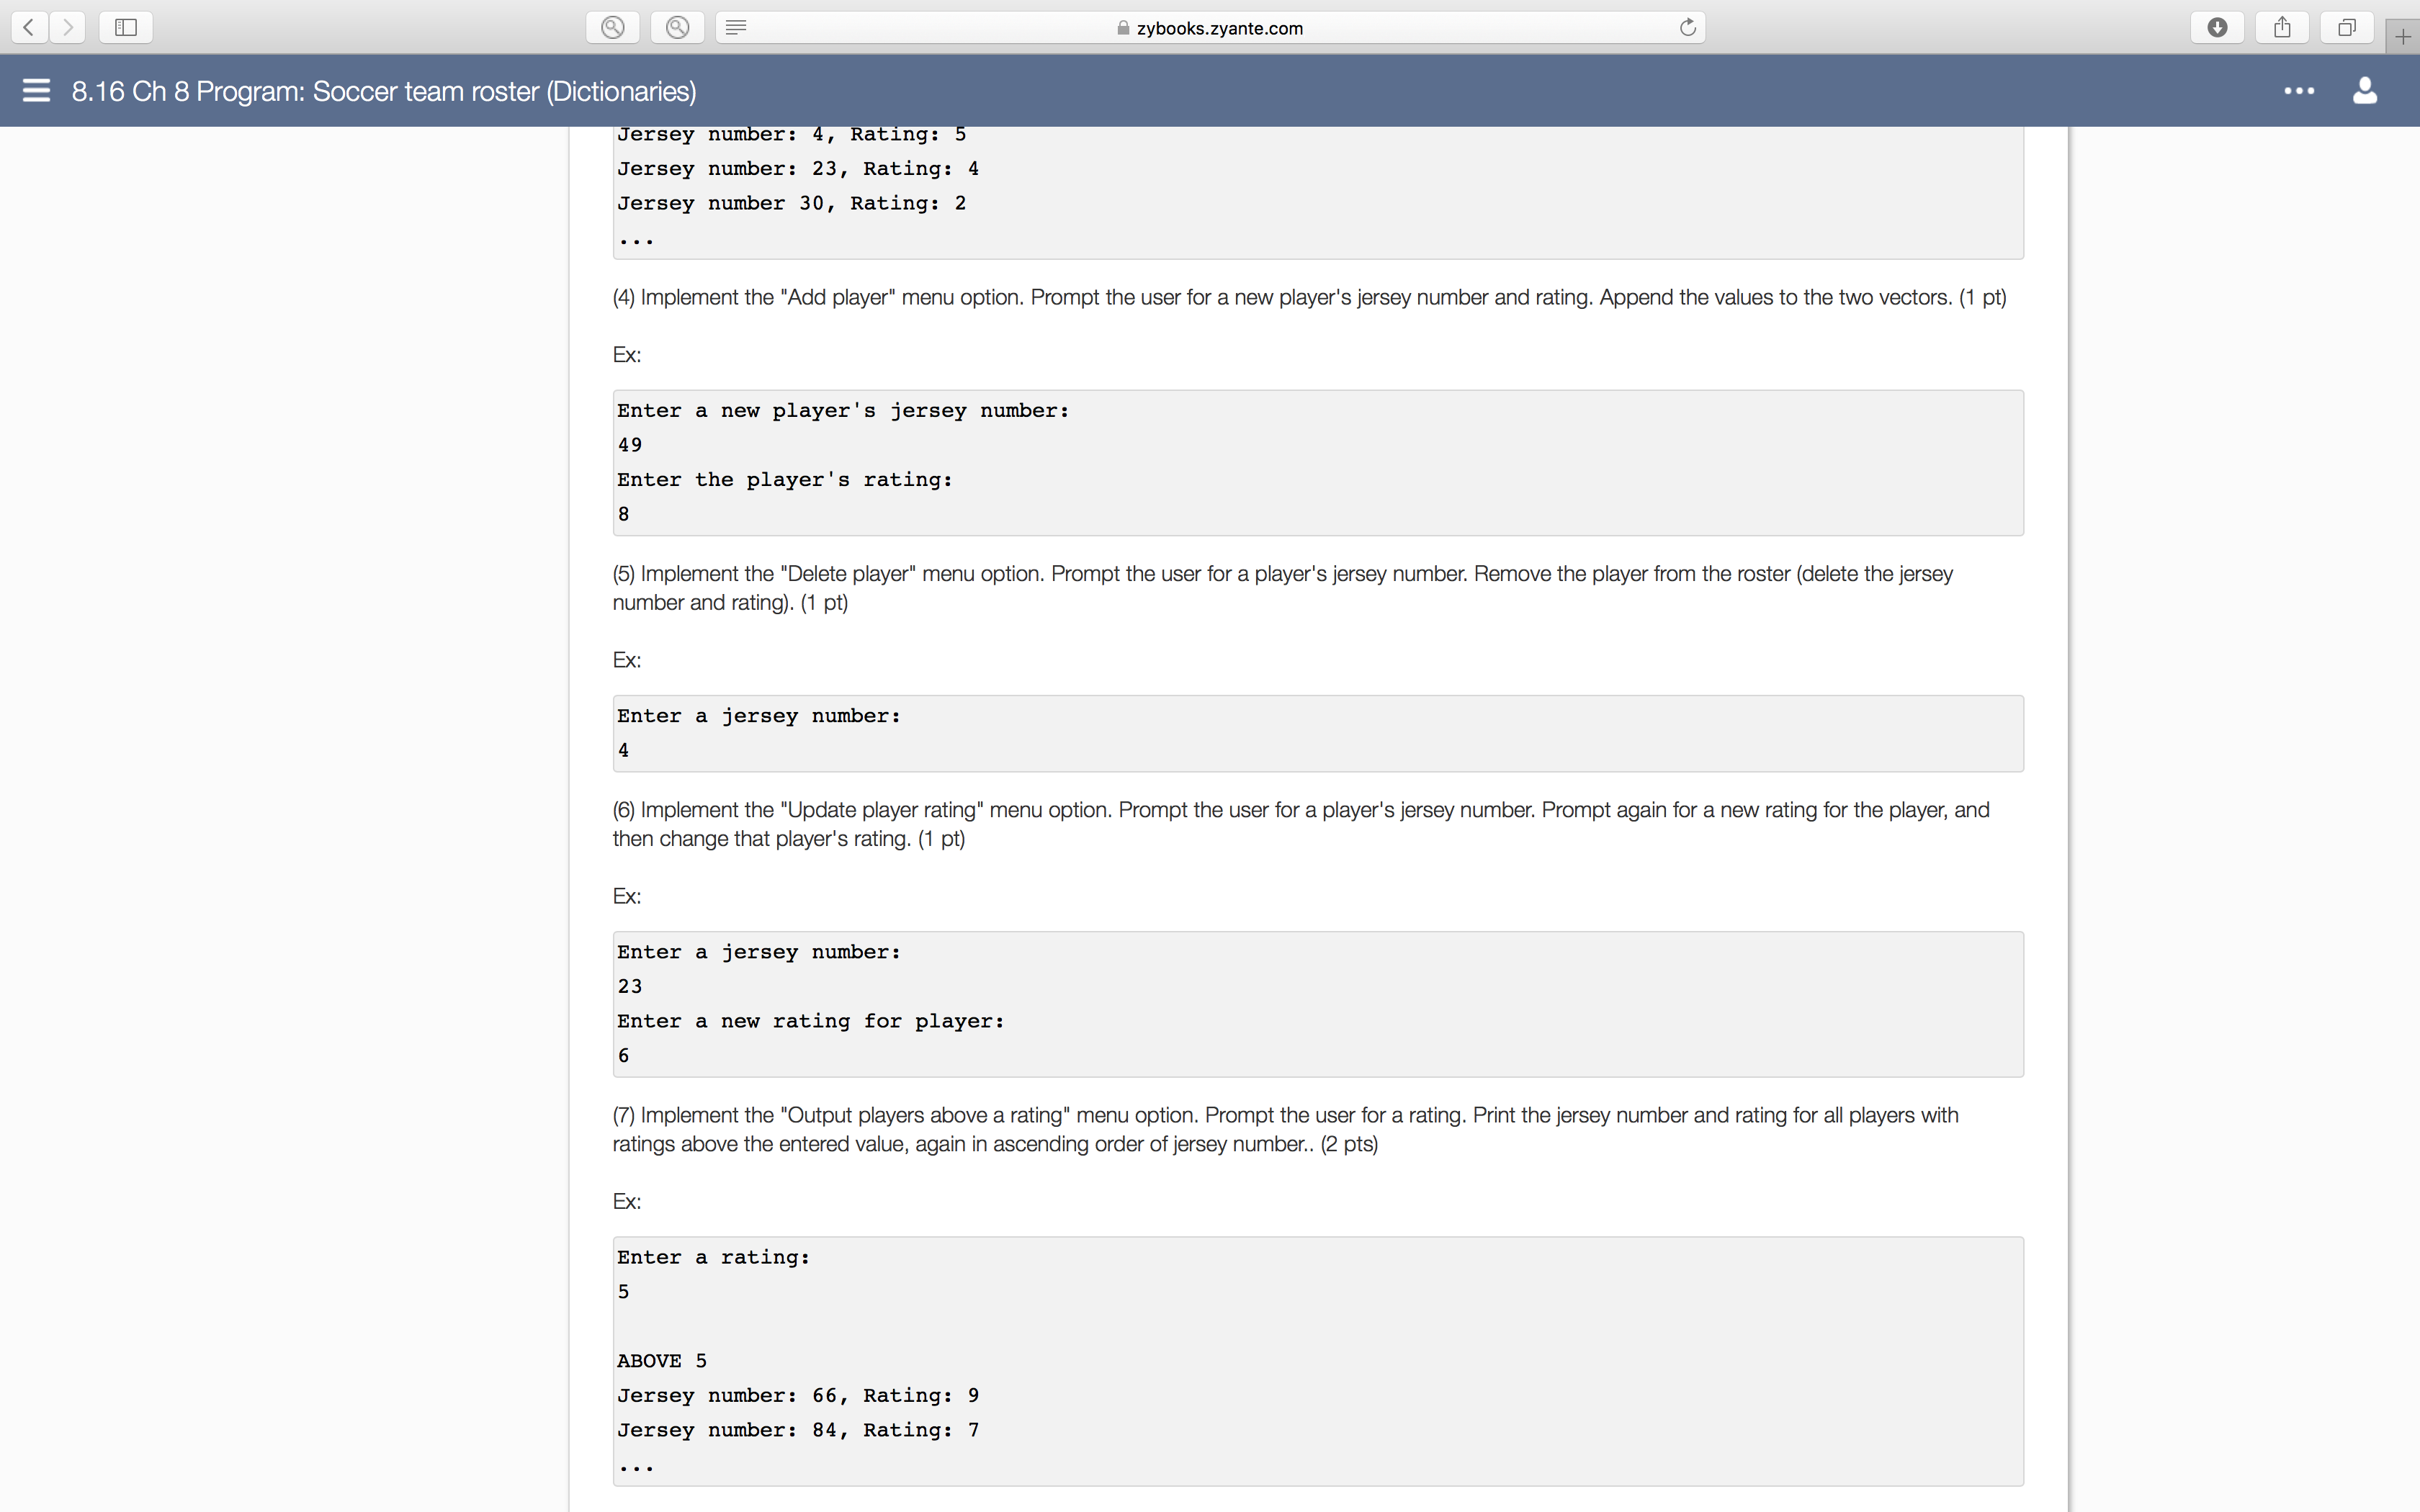 zybooks.zyante.com
8.16 Ch 8 Program: Soccer team roster (Dictionaries)
Jersey number: 4, Rating: 5
Jersey number: 23, Rating: 4
Jersey number 30, Rating: 2
...
(4) Implement the "Add player" menu option. Prompt the user for a new player's jersey number and rating. Append the values to the two vectors. (1 pt)
Ex:
Enter a new player's jersey number:
49
Enter the player's rating:
8
(5) Implement the "Delete player" menu option. Prompt the user for a player's jersey number. Remove the player from the roster (delete the jersey
number and rating). (1 pt)
Ex:
Enter a jersey number:
4
(6) Implement the "Update player rating" menu option. Prompt the user for a player's jersey number. Prompt again for a new rating for the player, and
then change that player's rating. (1 pt)
Ex:
Enter a jersey number:
23
Enter a new rating for player:
6
(7) Implement the "Output players above a rating" menu option. Prompt the user for a rating. Print the jersey number and rating for all players with
ratings above the entered value, again in ascending order of jersey number.. (2 pts)
Ex:
Enter a rating:
5
ABOVE 5
Jersey number: 66, Rating: 9
Jersey number: 84, Rating: 7
...